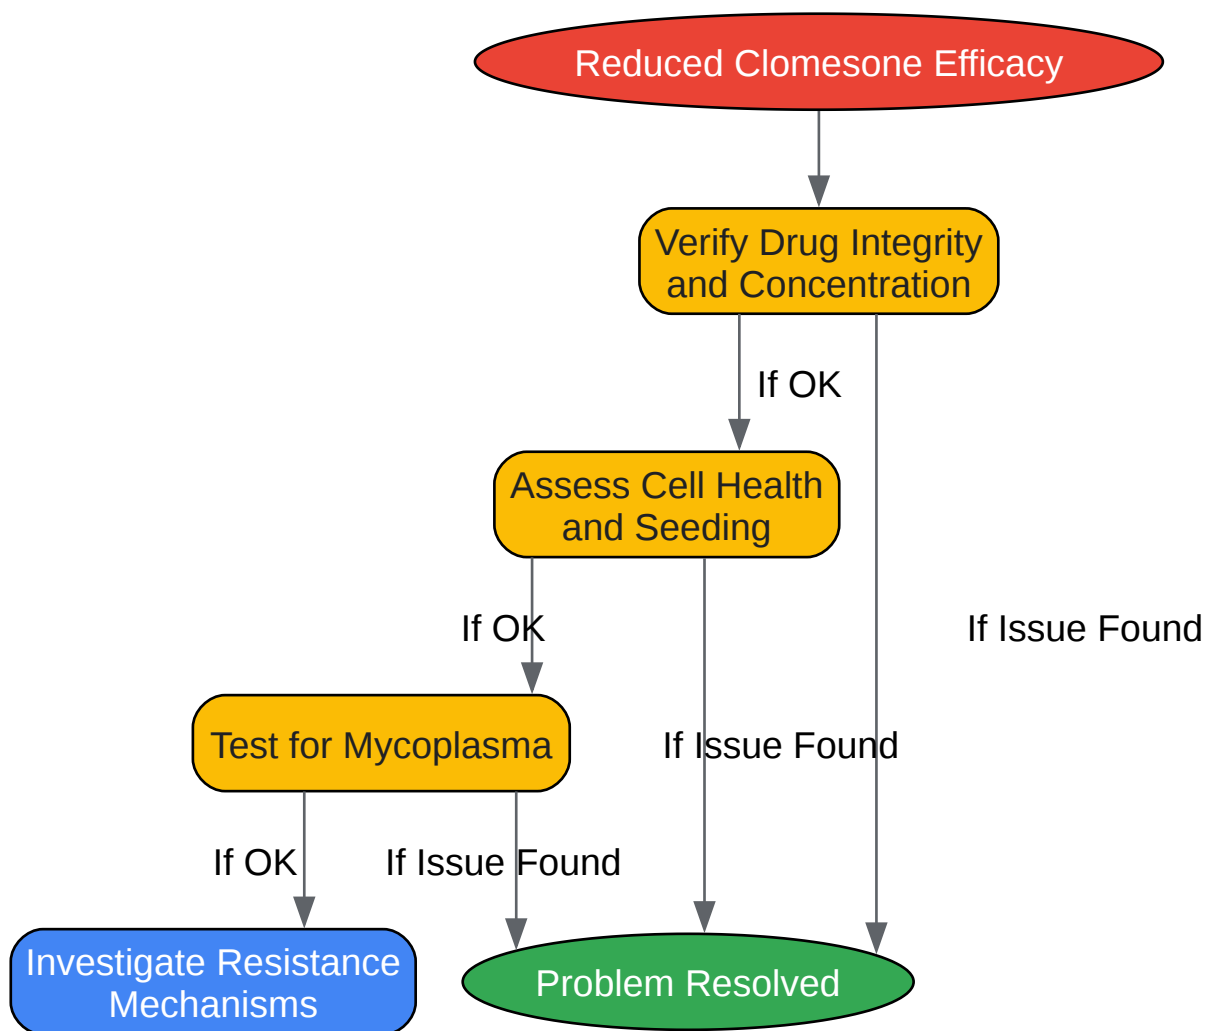 Reduced Clomesone Efficacy
Verify Drug Integrity
and Concentration
If OK
Assess Cell Health
and Seeding
If OK
If Issue Found
Test for Mycoplasma
If Issue Found
If OK
If Issue Found
Investigate Resistance
Mechanisms
Problem Resolved